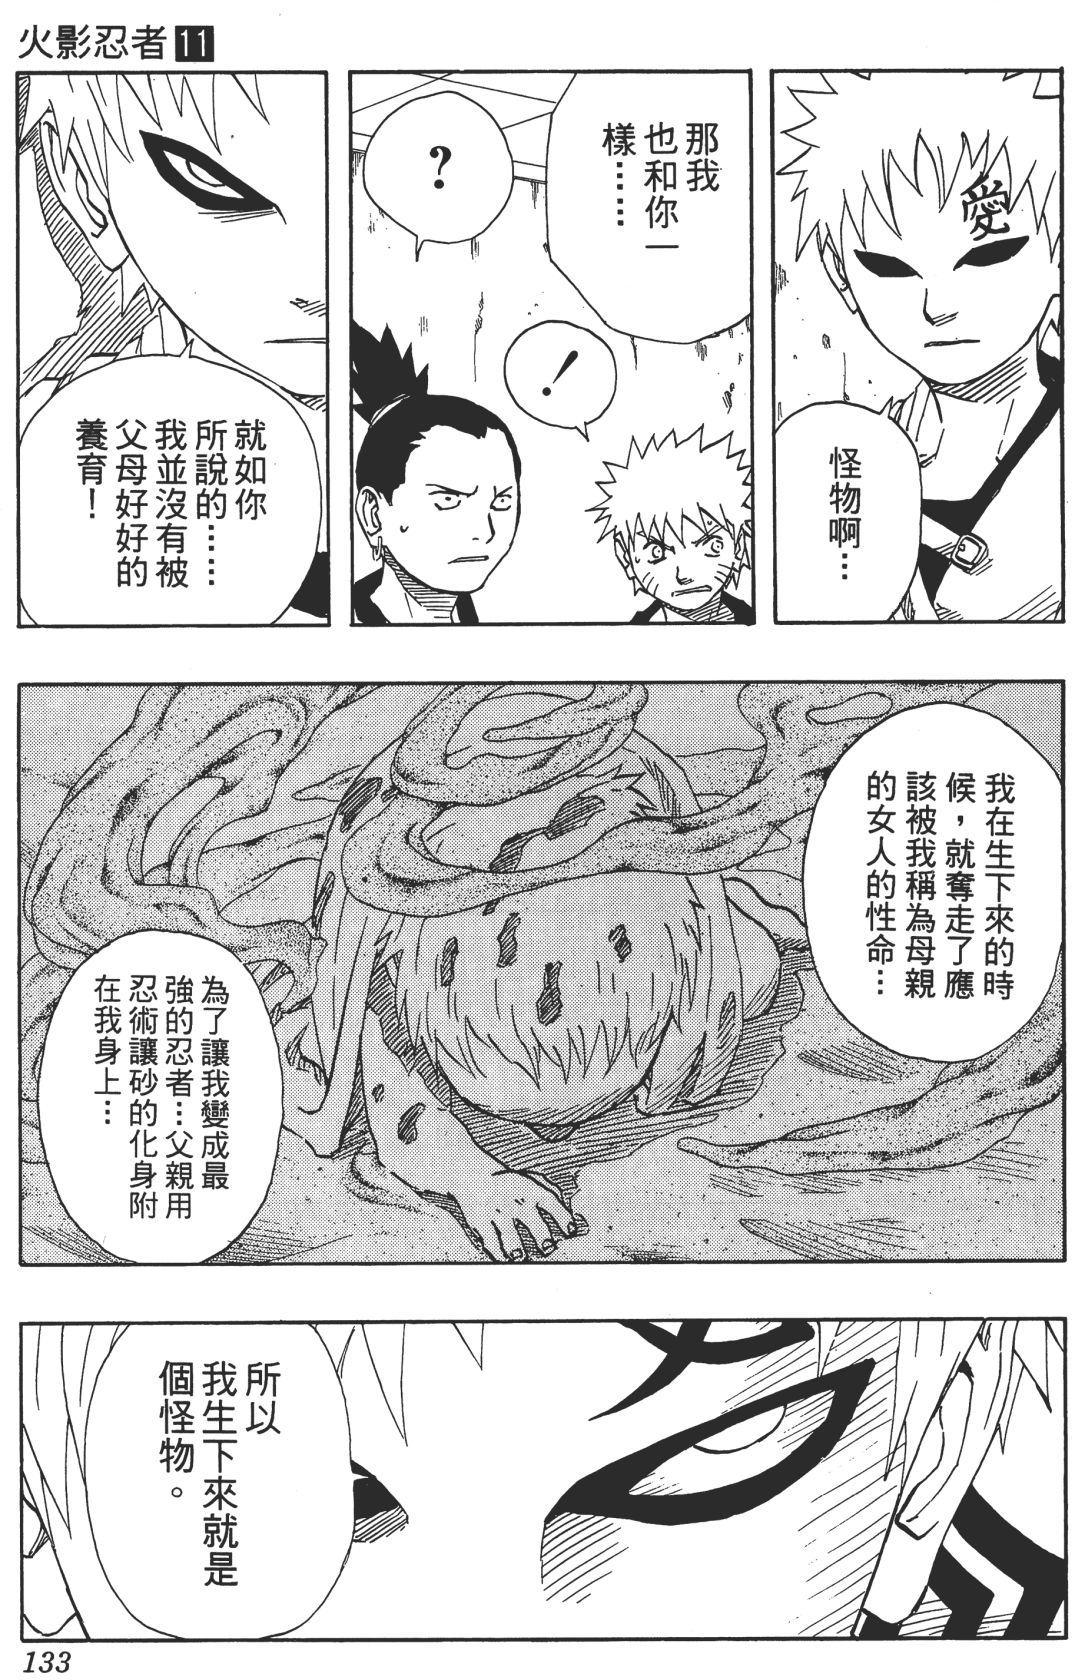 火影忍者11
愛
怪物啊…
那我
也和你一
樣……
？
！
就如你
所說的……
我並沒有被
父母好好的
養育！
我在生下來的時
候，就奪走了應
該被我稱為母親
的女人的性命…
為了讓我變成最
強的忍者…父親用
忍術讓砂的化身附
在我身上…
所以
我生下來就是
個怪物。
133